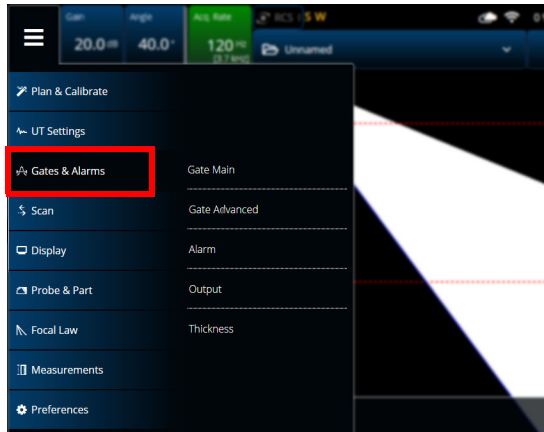 Gain
20.0 dB
Angle
40.0°
Acq. Rate
120 Hz
RCS I S W
Unnamed
Plan & Calibrate
UT Settings
Gates & Alarms
Scan
Display
Probe & Part
Focal Law
Measurements
Preferences
Gate Main
Gate Advanced
Alarm
Output
Thickness